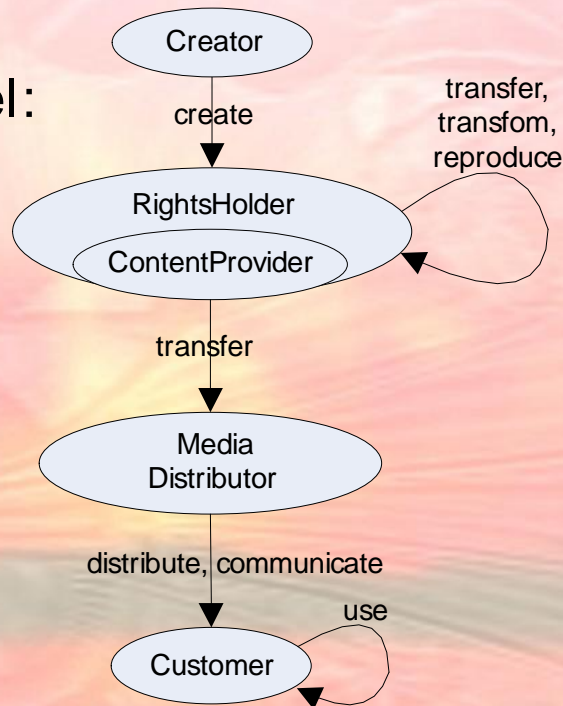 Creator
el:
create
transfer,
transfom,
reproduce
RightsHolder
ContentProvider
transfer
Media
Distributor
distribute, communicate
use
Customer